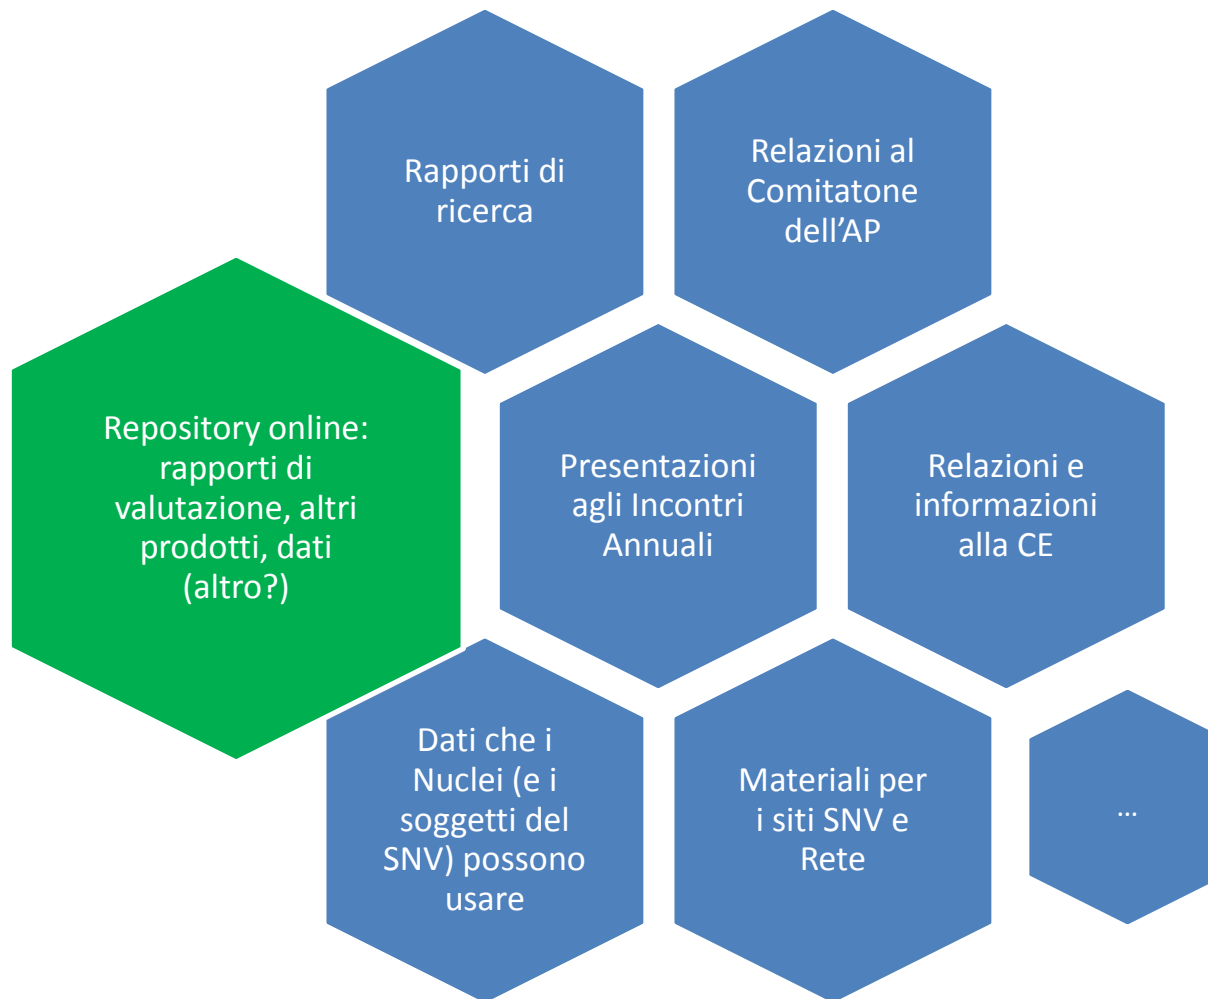 Rapporti di
ricerca
Relazioni al
Comitatone
dell’AP
Repository online:
rapporti di
valutazione, altri
prodotti, dati
(altro?)
Presentazioni
agli Incontri
Annuali
Relazioni e
informazioni
alla CE
Dati che i
Nuclei (e i
soggetti del
SNV) possono
usare
Materiali per
i siti SNV e
Rete
…